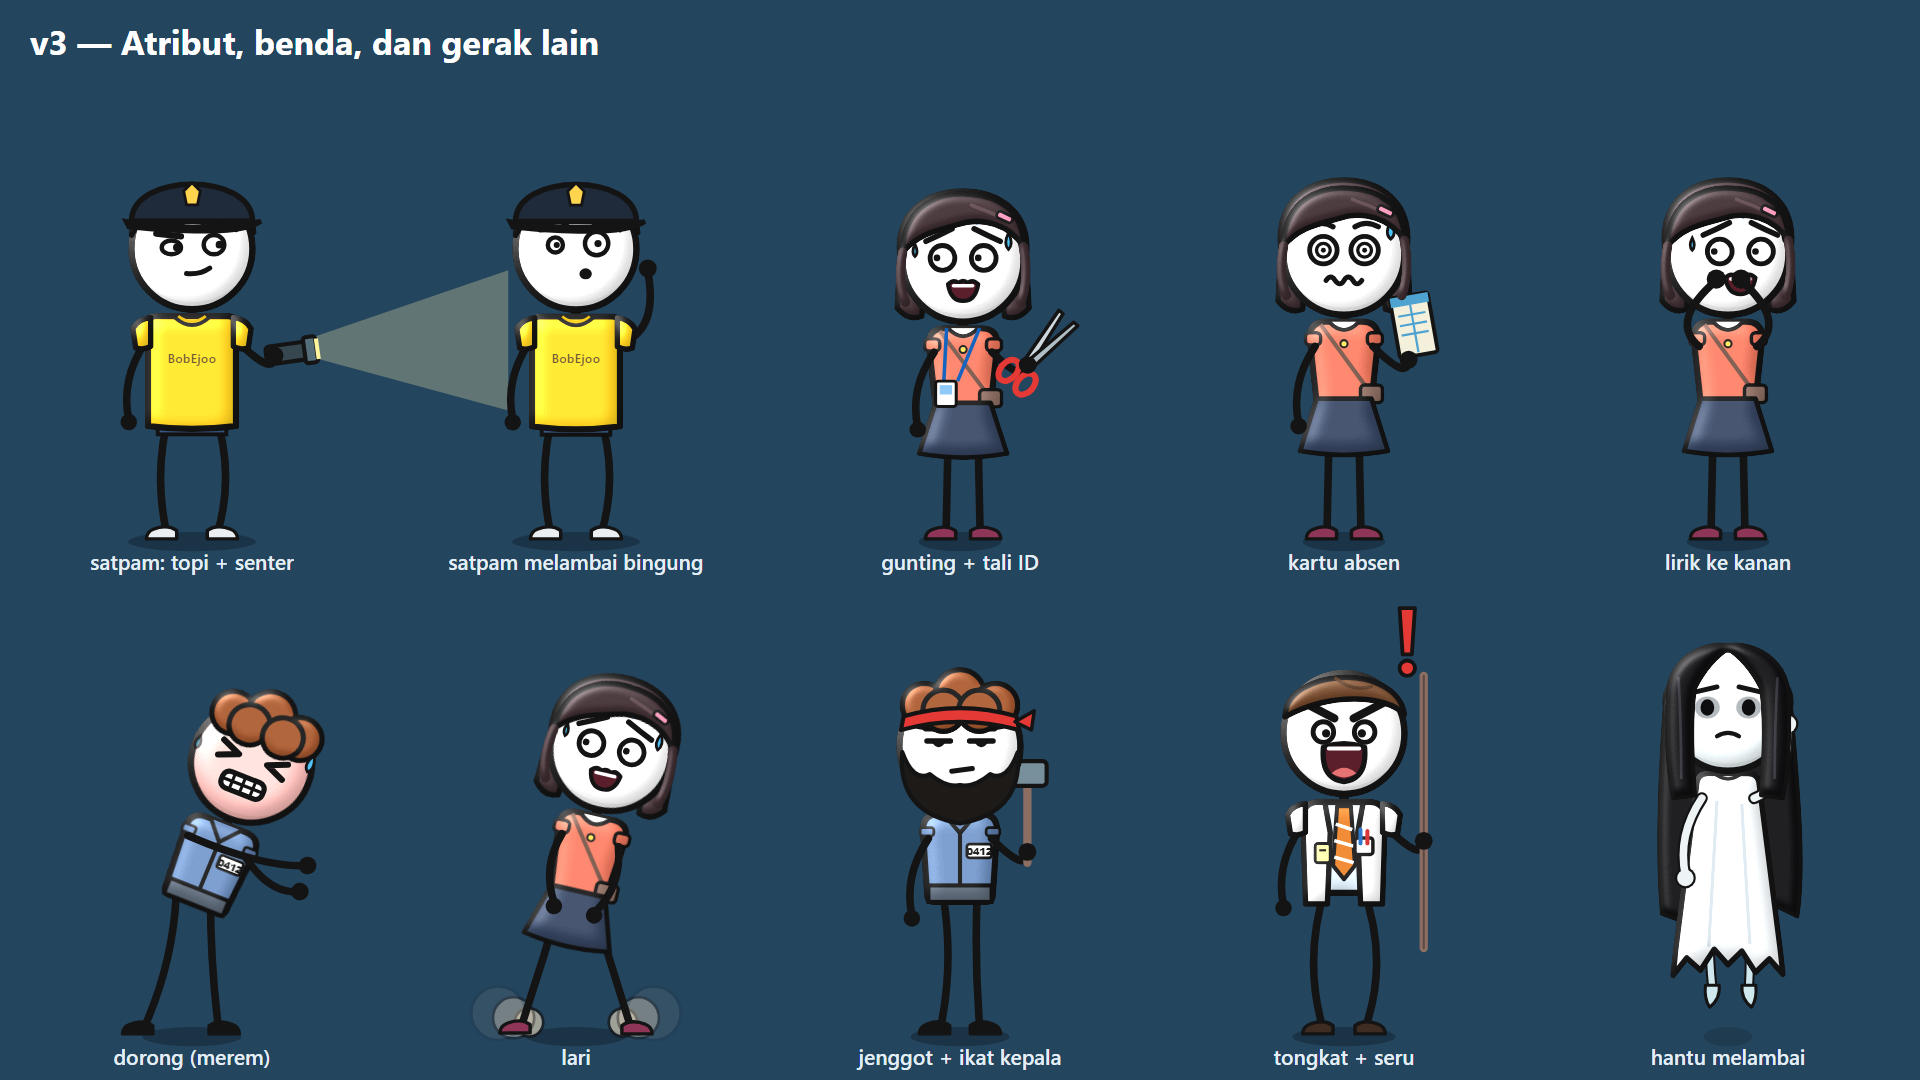 v3 — Atribut, benda, dan gerak lain
BobEjoo
BobEjoo
satpam: topi + senter
satpam melambai bingung
gunting + tali ID
kartu absen
lirik ke kanan
!
0412
0412
dorong (merem)
lari
jenggot + ikat kepala
tongkat + seru
hantu melambai